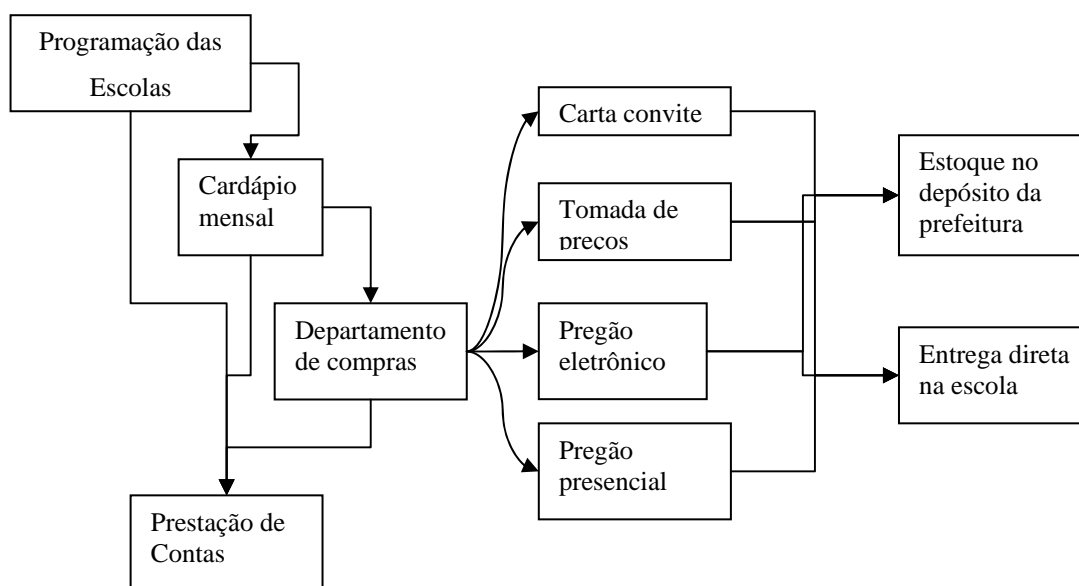 Programação das
Escolas
Cardápio
mensal
Departamento
de compras
Prestação de
Contas
Carta convite
Tomada de
preços
Pregão
eletrônico
Pregão
presencial
Estoque no
depósito da
prefeitura
Entrega direta
na escola